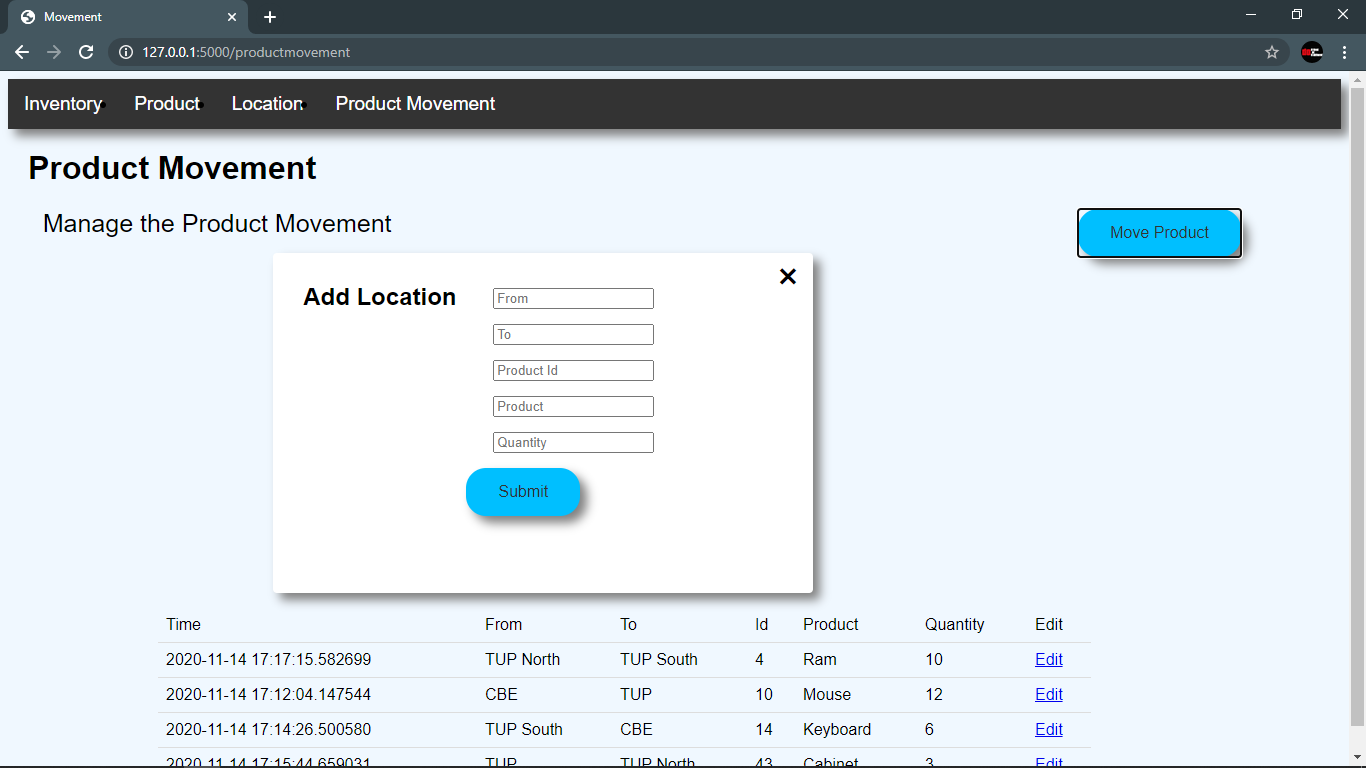 Movement
127.0.0.1:5000/productmovement
Inventory Product Location Product Movement
Product Movement
Manage the Product Movement
Move Product
Add Location
From
To
Product Id
Product
Quantity
Submit
Time From To Id Product Quantity Edit
2020-11-14 17:17:15.582699 TUP North TUP South 4 Ram 10 Edit
2020-11-14 17:12:04.147544 CBE TUP 10 Mouse 12 Edit
2020-11-14 17:14:26.500580 TUP South CBE 14 Keyboard 6 Edit
2020-11-14 17:15:44.659031 TUP TUP North 43 Cabinet 3 Edit